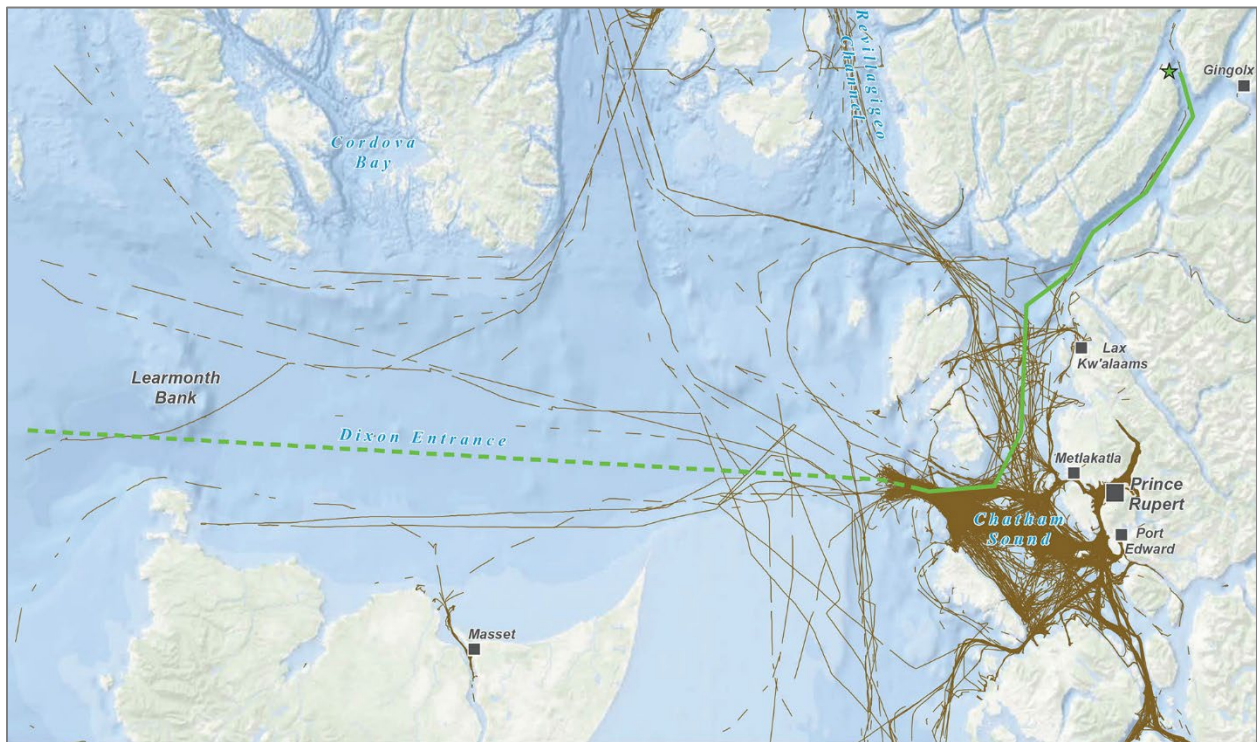 Revillagigeo
Channel
Gingolx
Cordova
Bay
Lax
Kw'alaams
Learmonth
Bank
Dixon Entrance
Metlakatla
Prince
Rupert
Chatham
Sound
Port
Edward
Masset